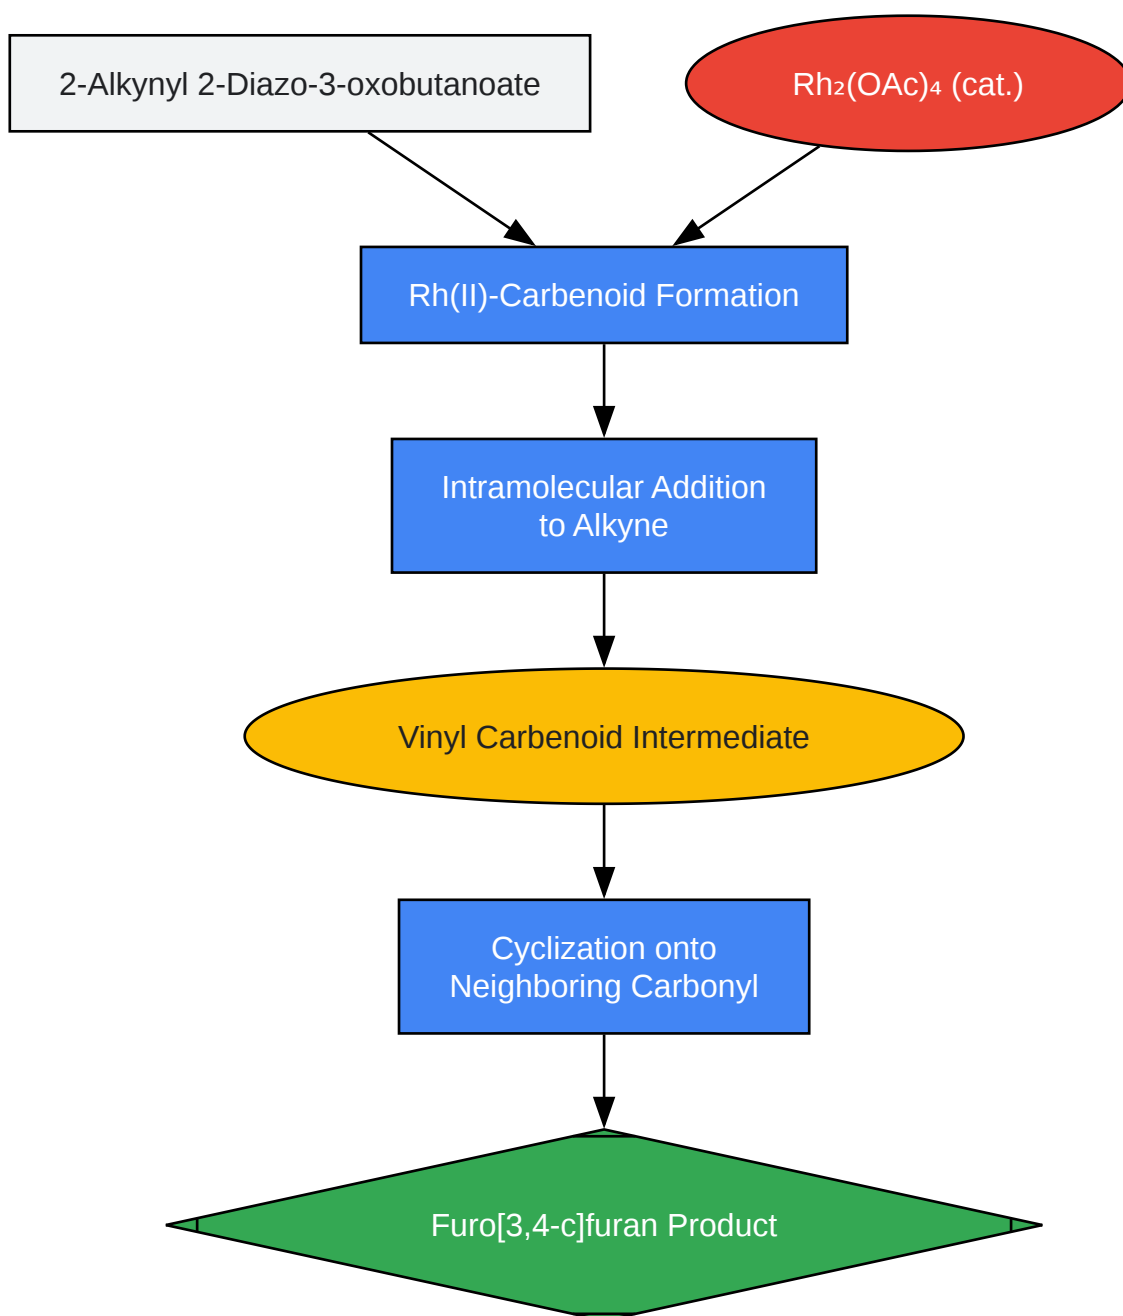 2-Alkynyl 2-Diazo-3-oxobutanoate
Rh₂(OAc)₄ (cat.)
Rh(II)-Carbenoid Formation
Intramolecular Addition
to Alkyne
Vinyl Carbenoid Intermediate
Cyclization onto
Neighboring Carbonyl
Furo[3,4-c]furan Product